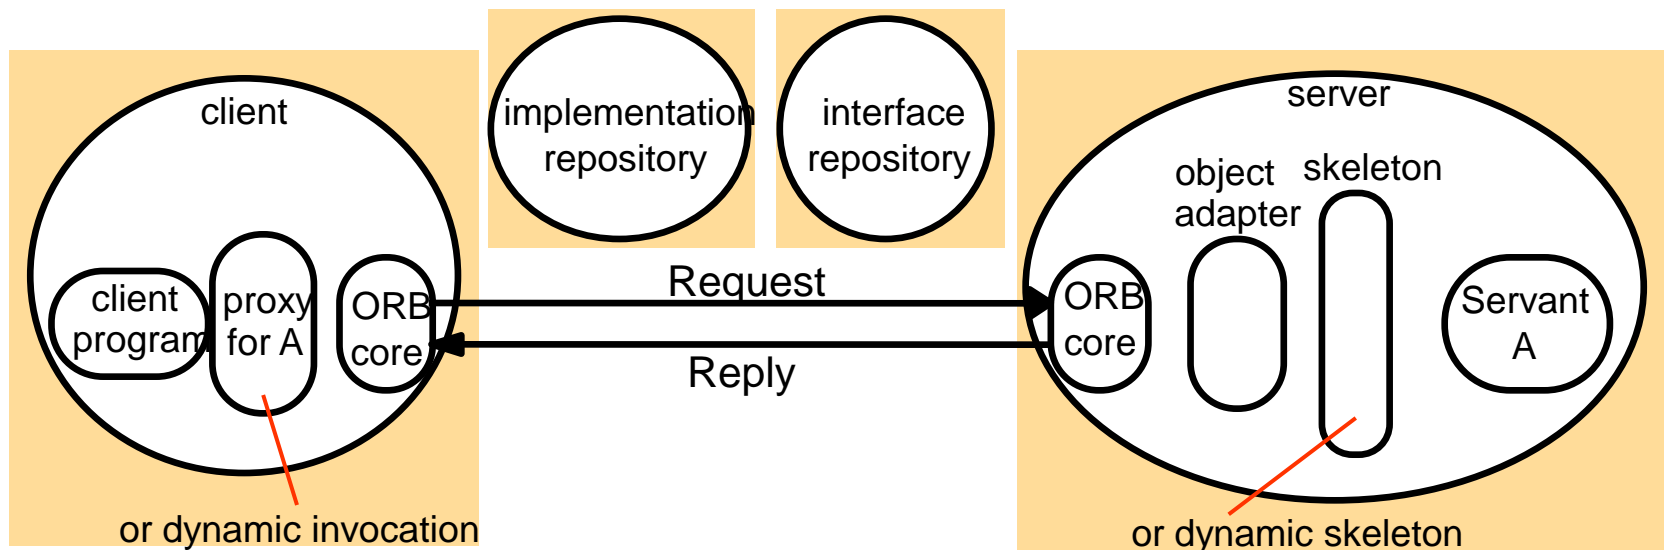 client
client
program
proxy
for A
ORB
core
or dynamic invocation
implementation
repository
interface
repository
Request
Reply
server
object
adapter
skeleton
ORB
core
Servant
A
or dynamic skeleton